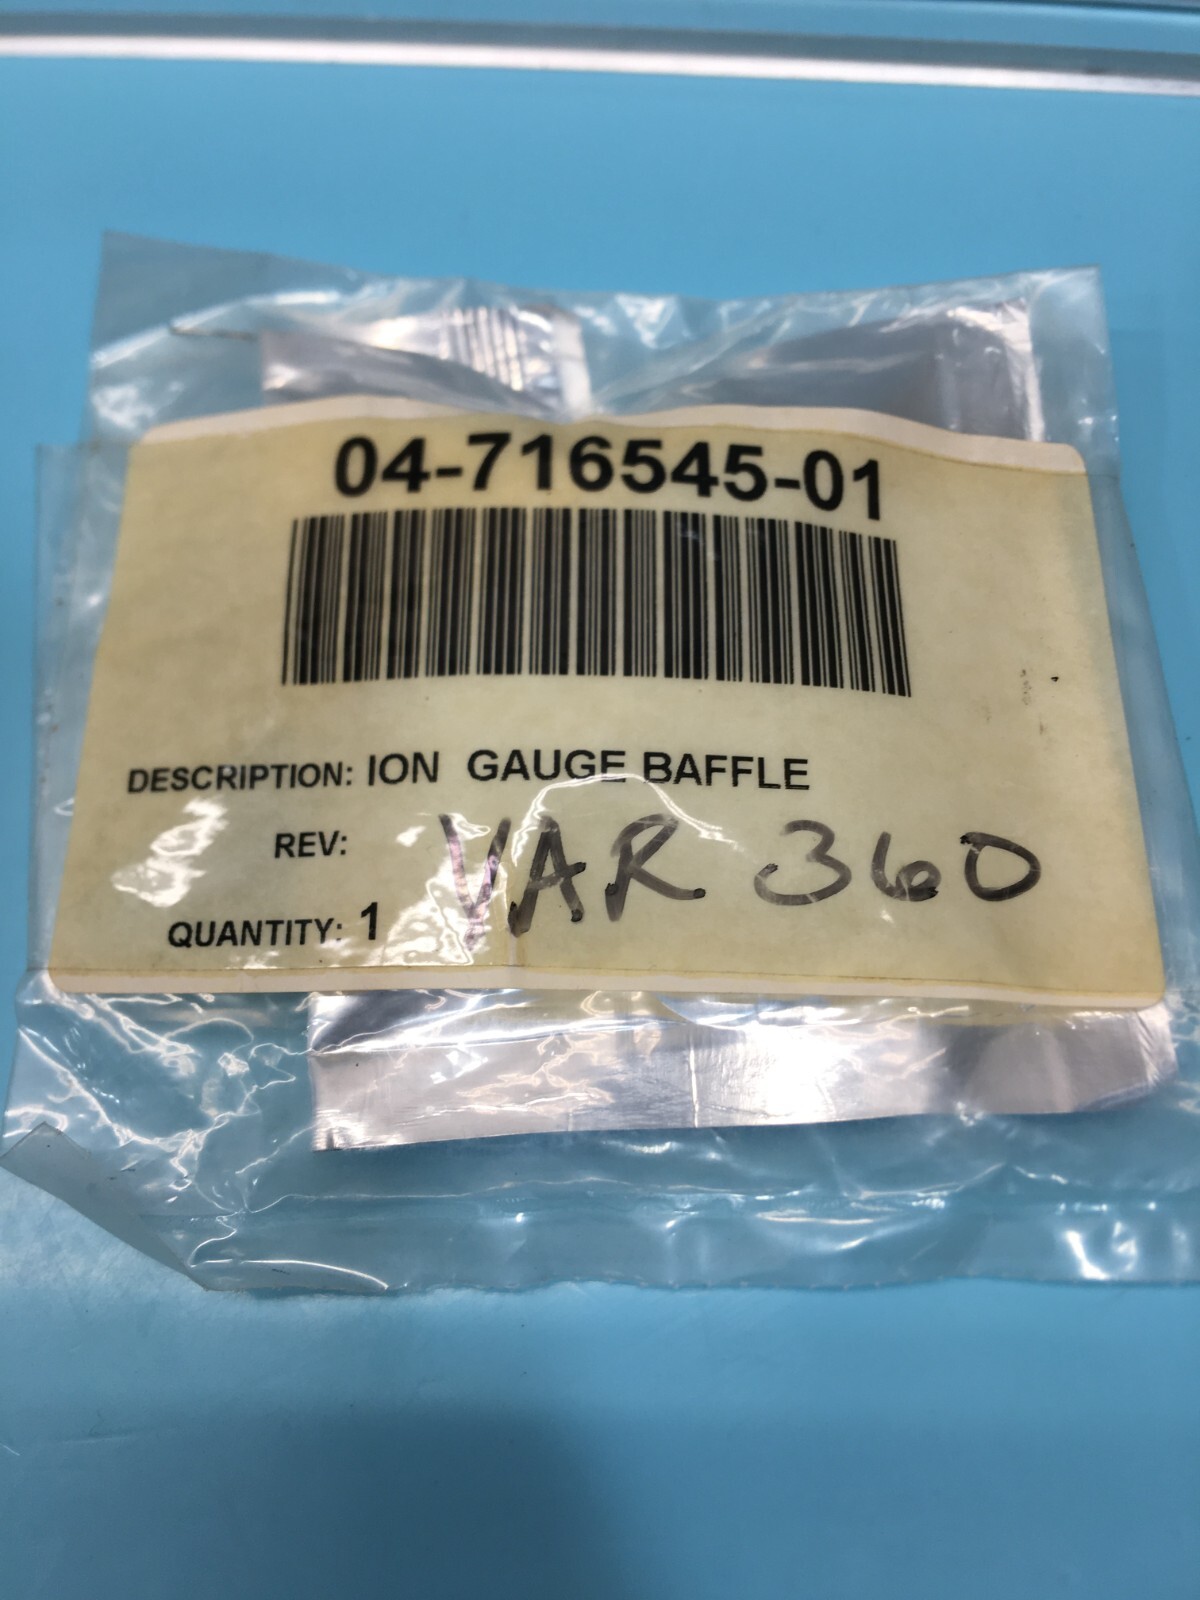 04-716545-01
DESCRIPTION: ION GAUGE BAFFLE
REV:
VAR 360
QUANTITY: 1